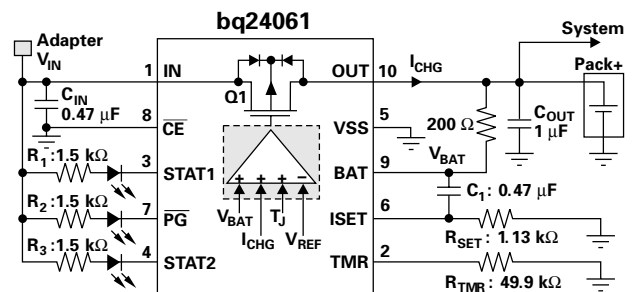 bq24061
Adapter
V_IN
System
Pack+
1 IN
OUT 10
I_CHG
Q1
C_IN
0.47 μF
8 C̅E̅
VSS 5
200 Ω
C_OUT
1 μF
R_1: 1.5 kΩ
3 STAT1
BAT 9
V_BAT
C_1: 0.47 μF
+ + + −
V_BAT
I_CHG
T_J
V_REF
R_2: 1.5 kΩ
7 P̅G̅
ISET 6
R_SET: 1.13 kΩ
R_3: 1.5 kΩ
4 STAT2
TMR 2
R_TMR: 49.9 kΩ